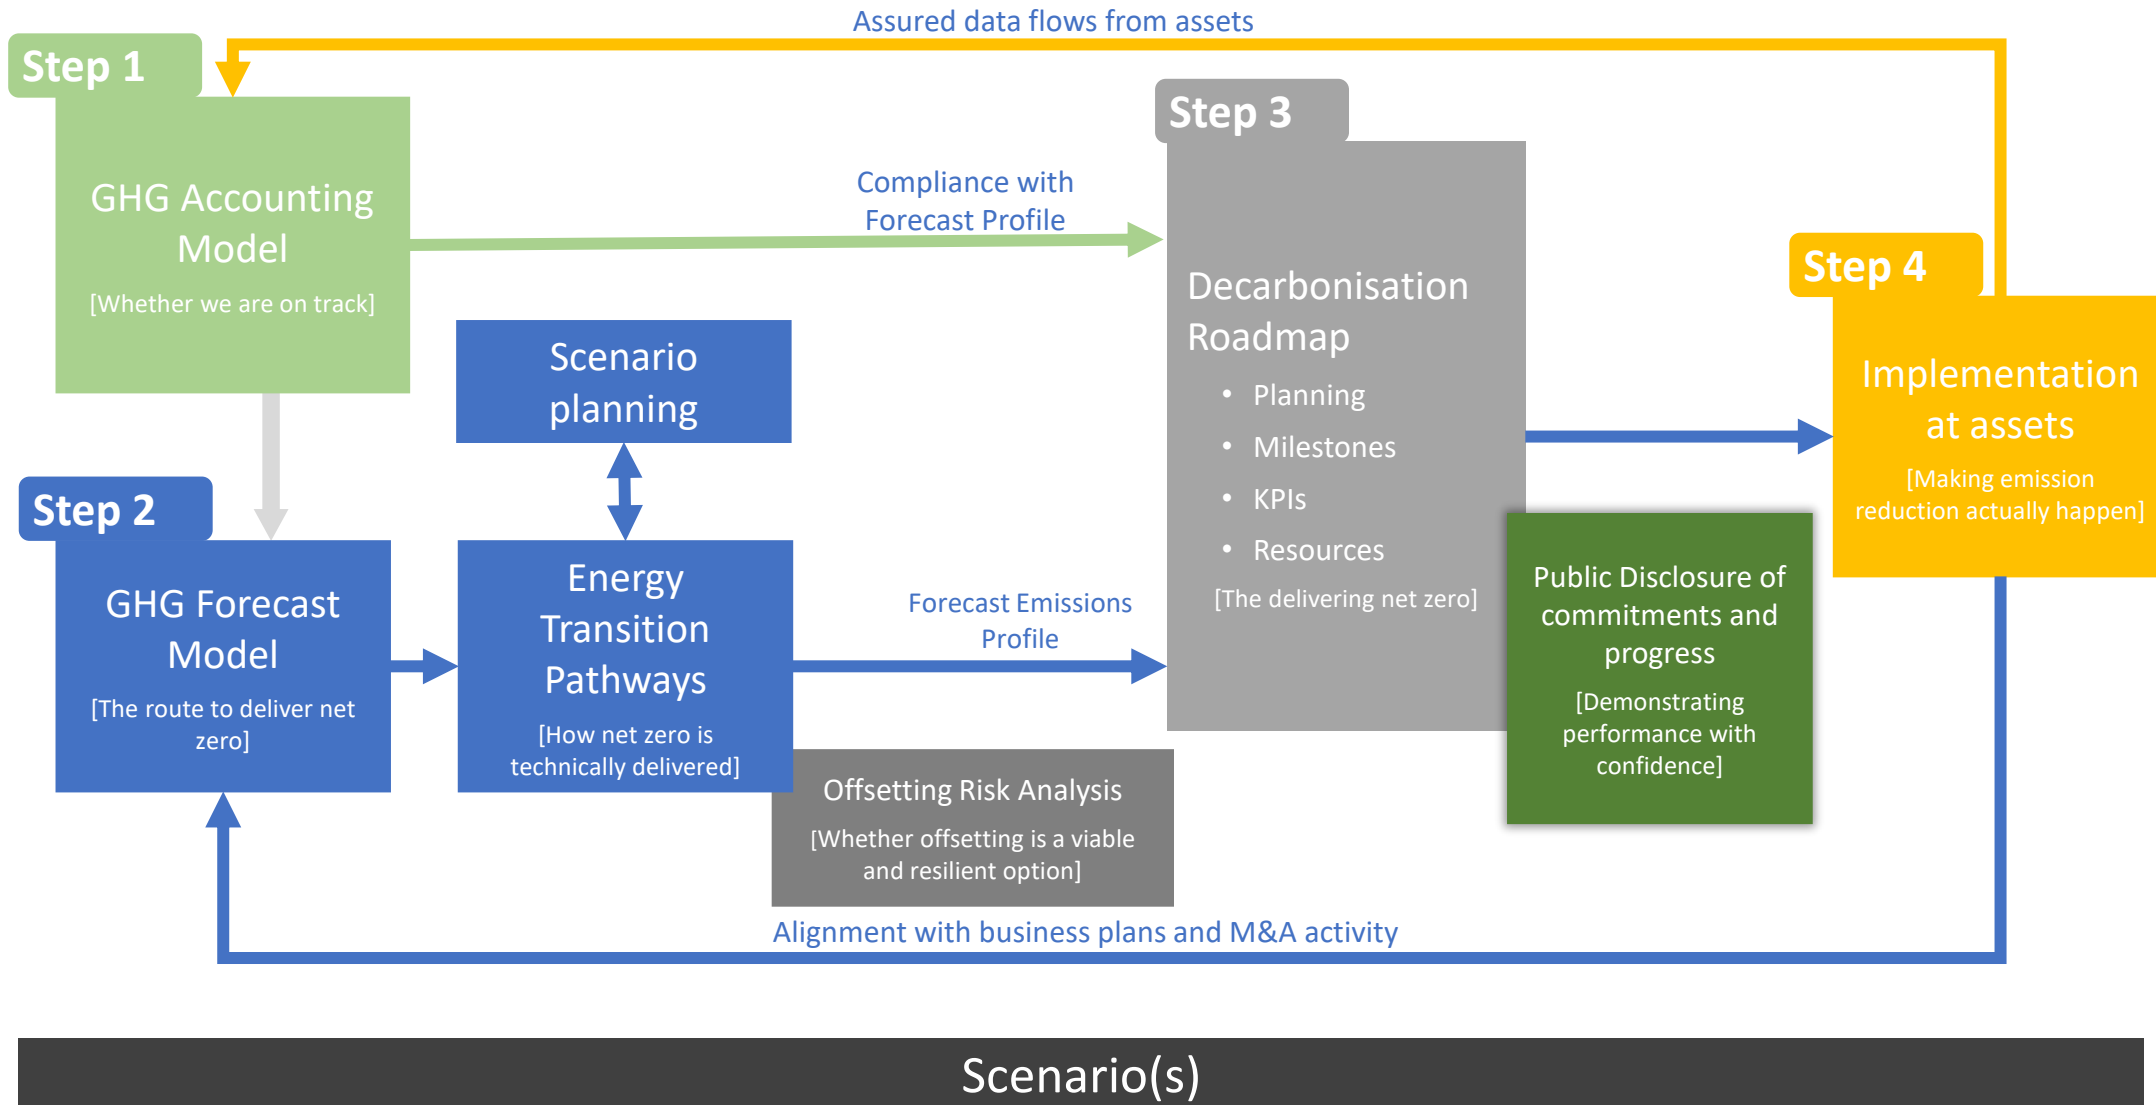 Assured data flows from assets
Step 1
GHG Accounting
Model
[Whether we are on track]
Compliance with
Forecast Profile
Scenario
planning
Step 2
GHG Forecast
Model
[The route to deliver net
zero]
Energy
Transition
Pathways
[How net zero is
technically delivered]
Forecast Emissions
Profile
Offsetting Risk Analysis
[Whether offsetting is a viable
and resilient option]
Step 3
Decarbonisation
Roadmap
• Planning
• Milestones
• KPIs
• Resources
[The delivering net zero]
Public Disclosure of
commitments and
progress
[Demonstrating
performance with
confidence]
Step 4
Implementation
at assets
[Making emission
reduction actually happen]
Alignment with business plans and M&A activity
Scenario(s)